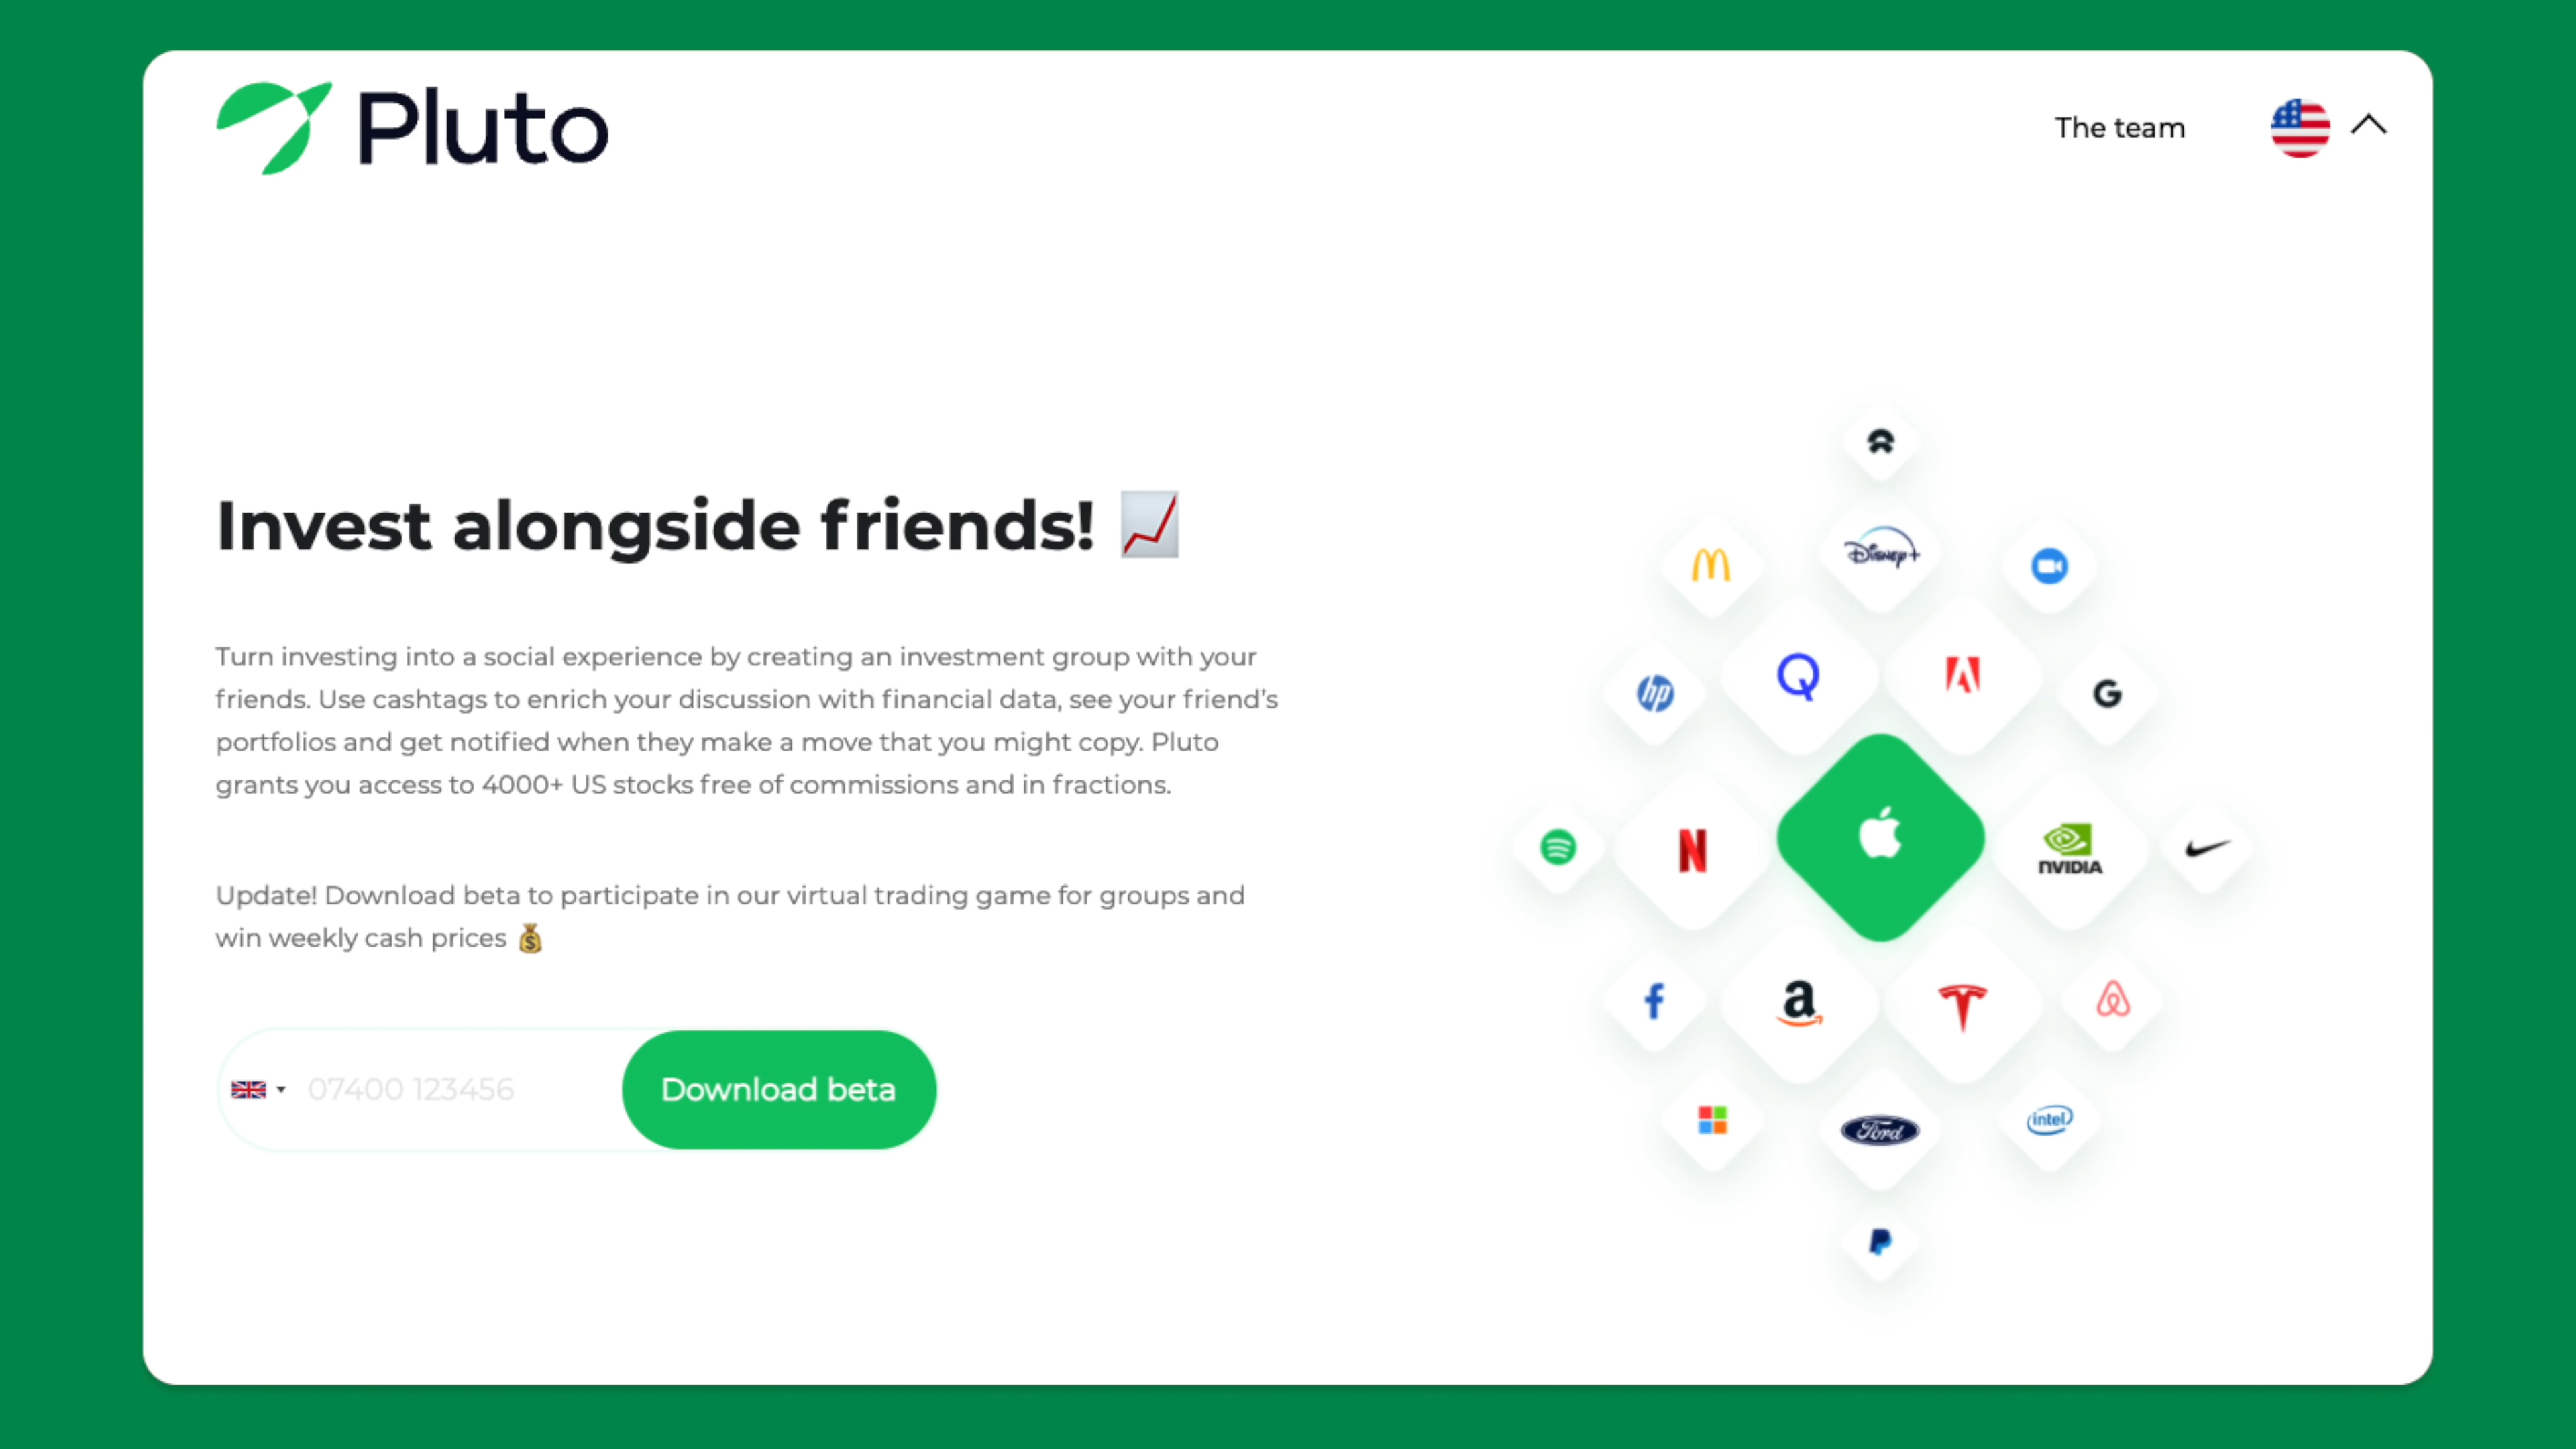 Pluto
The team
Invest alongside friends!
Turn investing into a social experience by creating an investment group with your
friends. Use cashtags to enrich your discussion with financial data, see your friend's
portfolios and get notified when they make a move that you might copy. Pluto
grants you access to 4000+ US stocks free of commissions and in fractions.
Update! Download beta to participate in our virtual trading game for groups and
win weekly cash prices
07400 123456
Download beta
Disney+
hp
Q
G
N
NVIDIA
f
a
Ford
intel